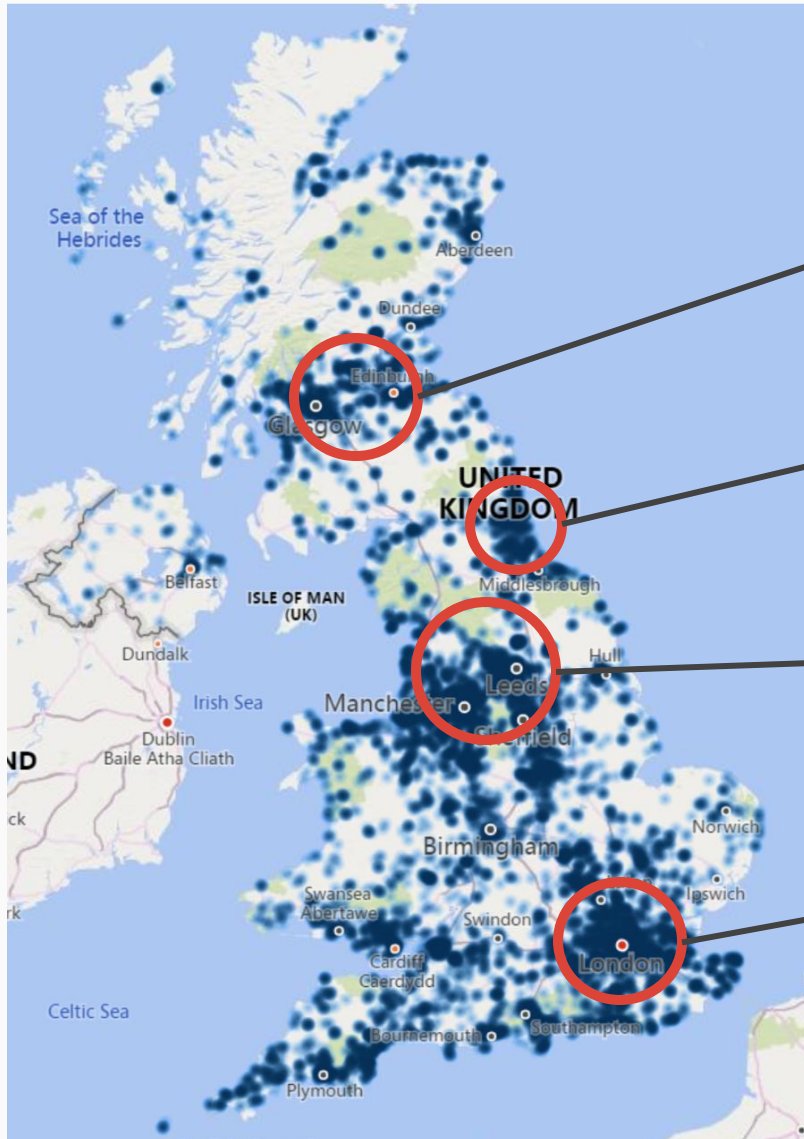 Sea of the
Hebrides
Aberdeen
Dundee
Edinburgh
Glasgow
UNITED
KINGDOM
Belfast
Middlesbrough
ISLE OF MAN
(UK)
Dundalk
Hull
Leeds
Irish Sea
Manchester
Sheffield
Dublin
Baile Atha Cliath
ND
ck
Norwich
Birmingham
Swansea
Abertawe
Ipswich
rk
Swindon
London
Cardiff
Caerdydd
Celtic Sea
Southampton
Bournemouth
Plymouth